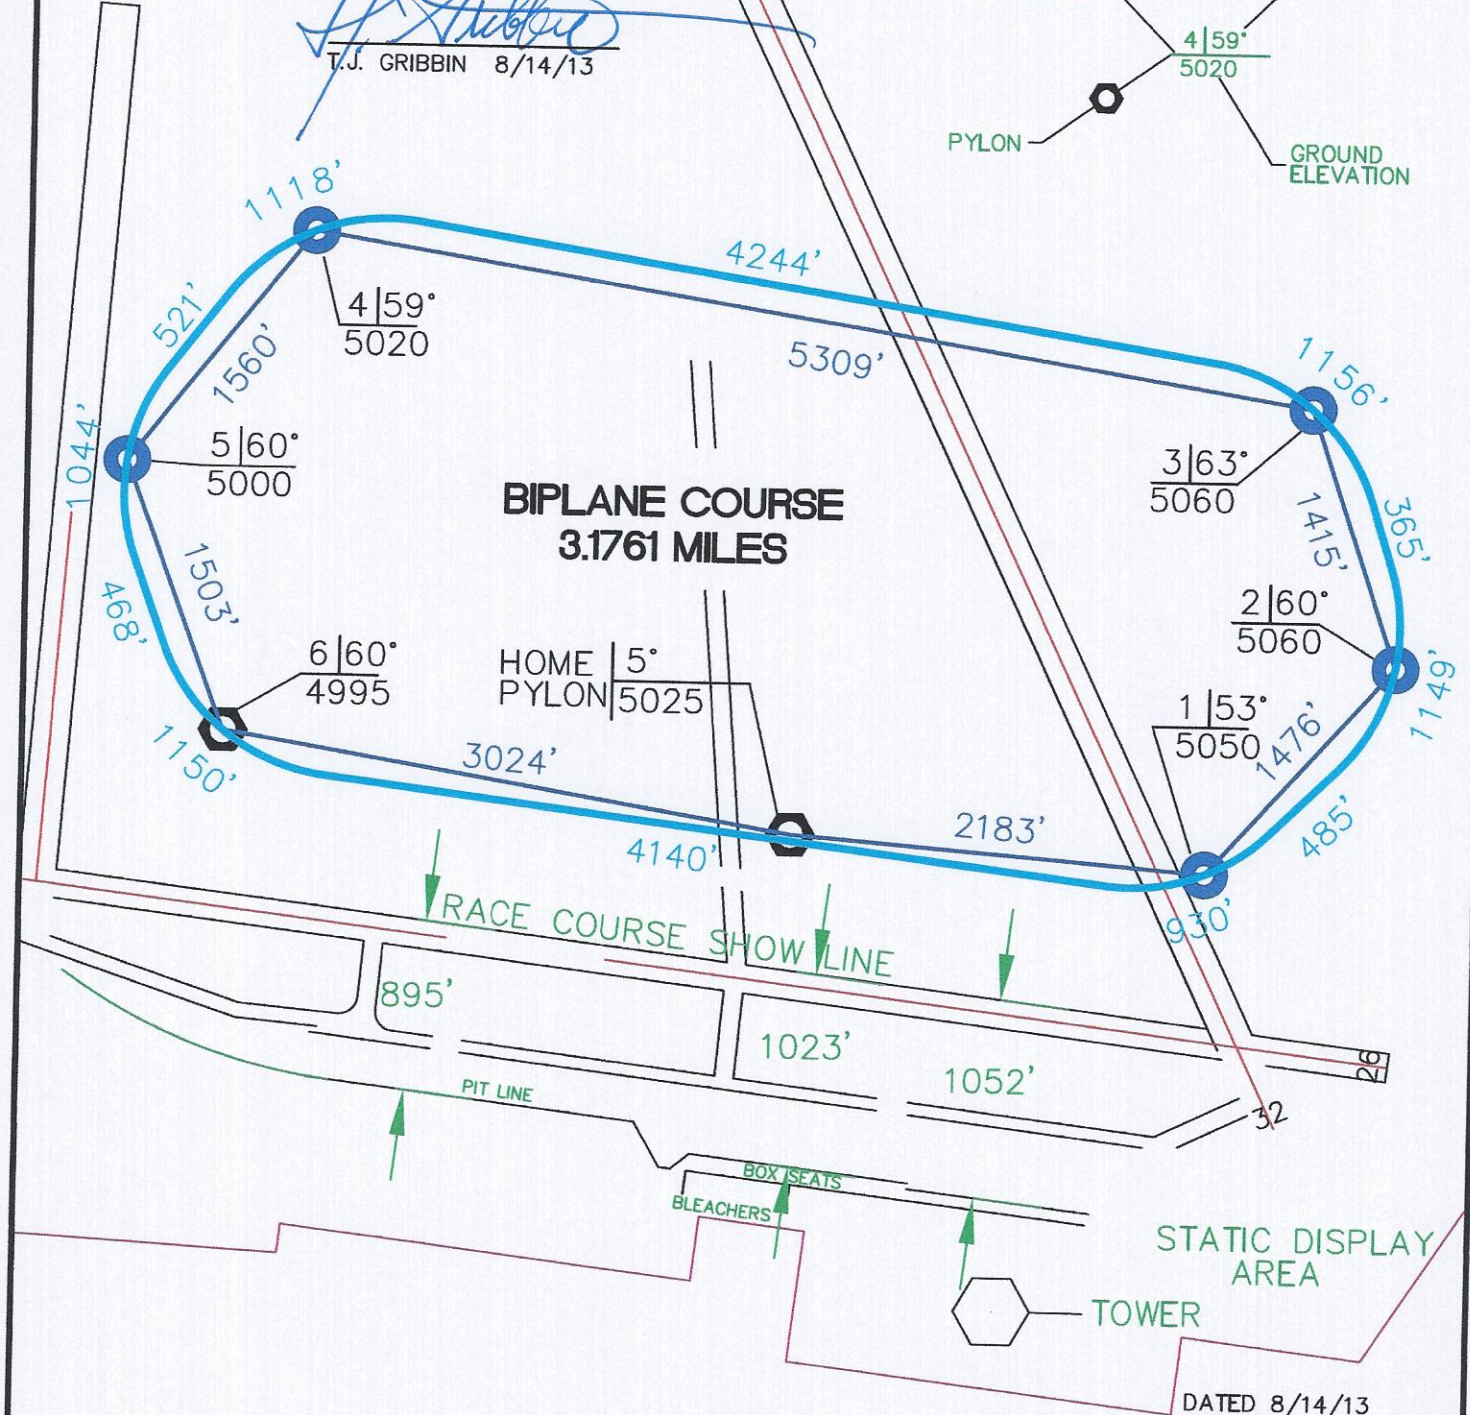 T.J. GRIBBIN 8/14/13
4|59°
5020
PYLON
GROUND
ELEVATION
1118'
4244'
4|59°
5020
521'
1560'
5309'
1156'
1044'
5|60°
5000
3|63°
5060
BIPLANE COURSE
3.1761 MILES
365'
1415'
1503'
468'
2|60°
5060
6|60°
4995
HOME
PYLON
5°
5025
1149'
1|53°
5050
1476'
1150'
3024'
2183'
4140'
485'
930'
RACE COURSE SHOW LINE
895'
1023'
1052'
26
32
PIT LINE
BOX SEATS
BLEACHERS
STATIC DISPLAY
AREA
TOWER
DATED 8/14/13